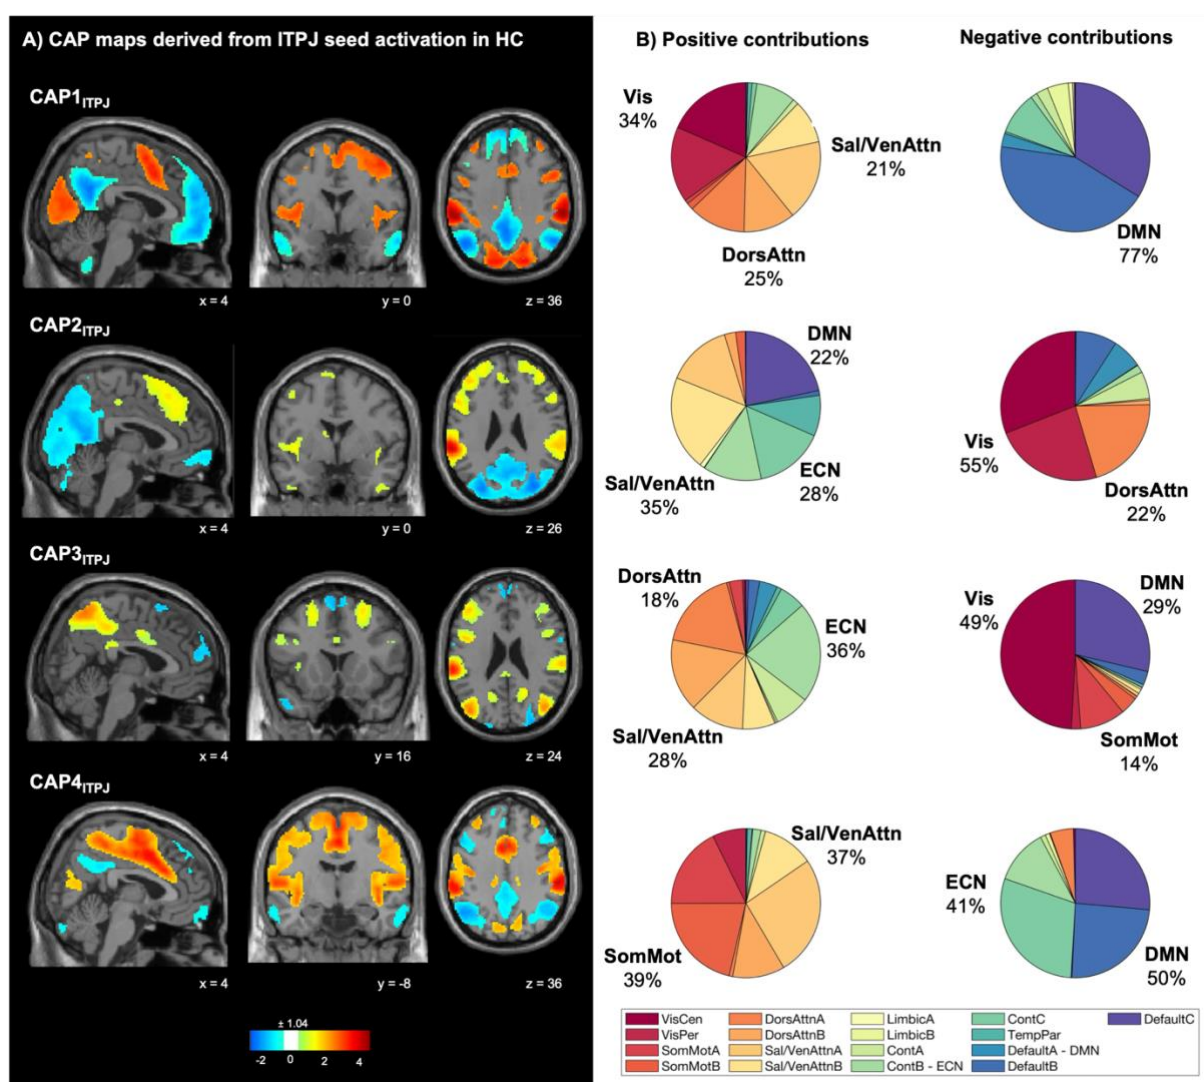 A) CAP maps derived from lTPJ seed activation in HC
CAP1lTPJ
x = 4
y = 0
z = 36
CAP2lTPJ
x = 4
y = 0
z = 26
CAP3lTPJ
x = 4
y = 16
z = 24
CAP4lTPJ
x = 4
y = -8
z = 36
± 1.04
-2 0 2 4
B) Positive contributions
Negative contributions
Vis
34%
Sal/VenAttn
21%
DorsAttn
25%
DMN
77%
DMN
22%
ECN
28%
Sal/VenAttn
35%
Vis
55%
DorsAttn
22%
DorsAttn
18%
ECN
36%
Sal/VenAttn
28%
Vis
49%
DMN
29%
SomMot
14%
Sal/VenAttn
37%
SomMot
39%
ECN
41%
DMN
50%
VisCen
VisPer
SomMotA
SomMotB
DorsAttnA
DorsAttnB
Sal/VenAttnA
Sal/VenAttnB
LimbicA
LimbicB
ContA
ContB - ECN
ContC
TempPar
DefaultA - DMN
DefaultB
DefaultC